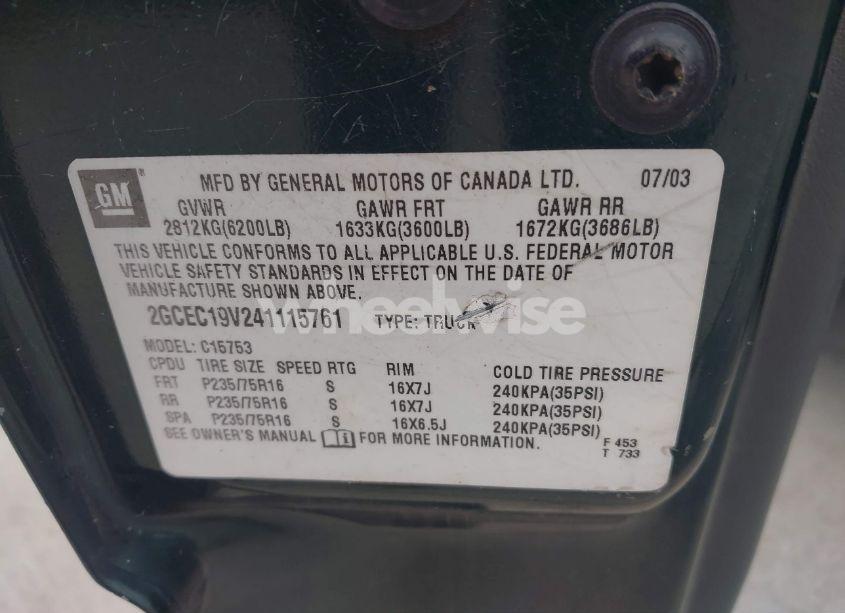 GM MFD BY GENERAL MOTORS OF CANADA LTD. 07/03
GVWR GAWR FRT GAWR RR
2812KG(6200LB) 1633KG(3600LB) 1672KG(3686LB)
THIS VEHICLE CONFORMS TO ALL APPLICABLE U.S. FEDERAL MOTOR
VEHICLE SAFETY STANDARDS IN EFFECT ON THE DATE OF
MANUFACTURE SHOWN ABOVE.
wheelwise
2GCEC19V241115761 TYPE: TRUCK
MODEL: C15753
CPDU TIRE SIZE SPEED RTG RIM COLD TIRE PRESSURE
FRT P235/75R16 S 16X7J 240KPA(35PSI)
RR P235/75R16 S 16X7J 240KPA(35PSI)
SPA P235/75R16 S 16X6.5J 240KPA(35PSI)
SEE OWNER'S MANUAL FOR MORE INFORMATION.
F 453
T 733